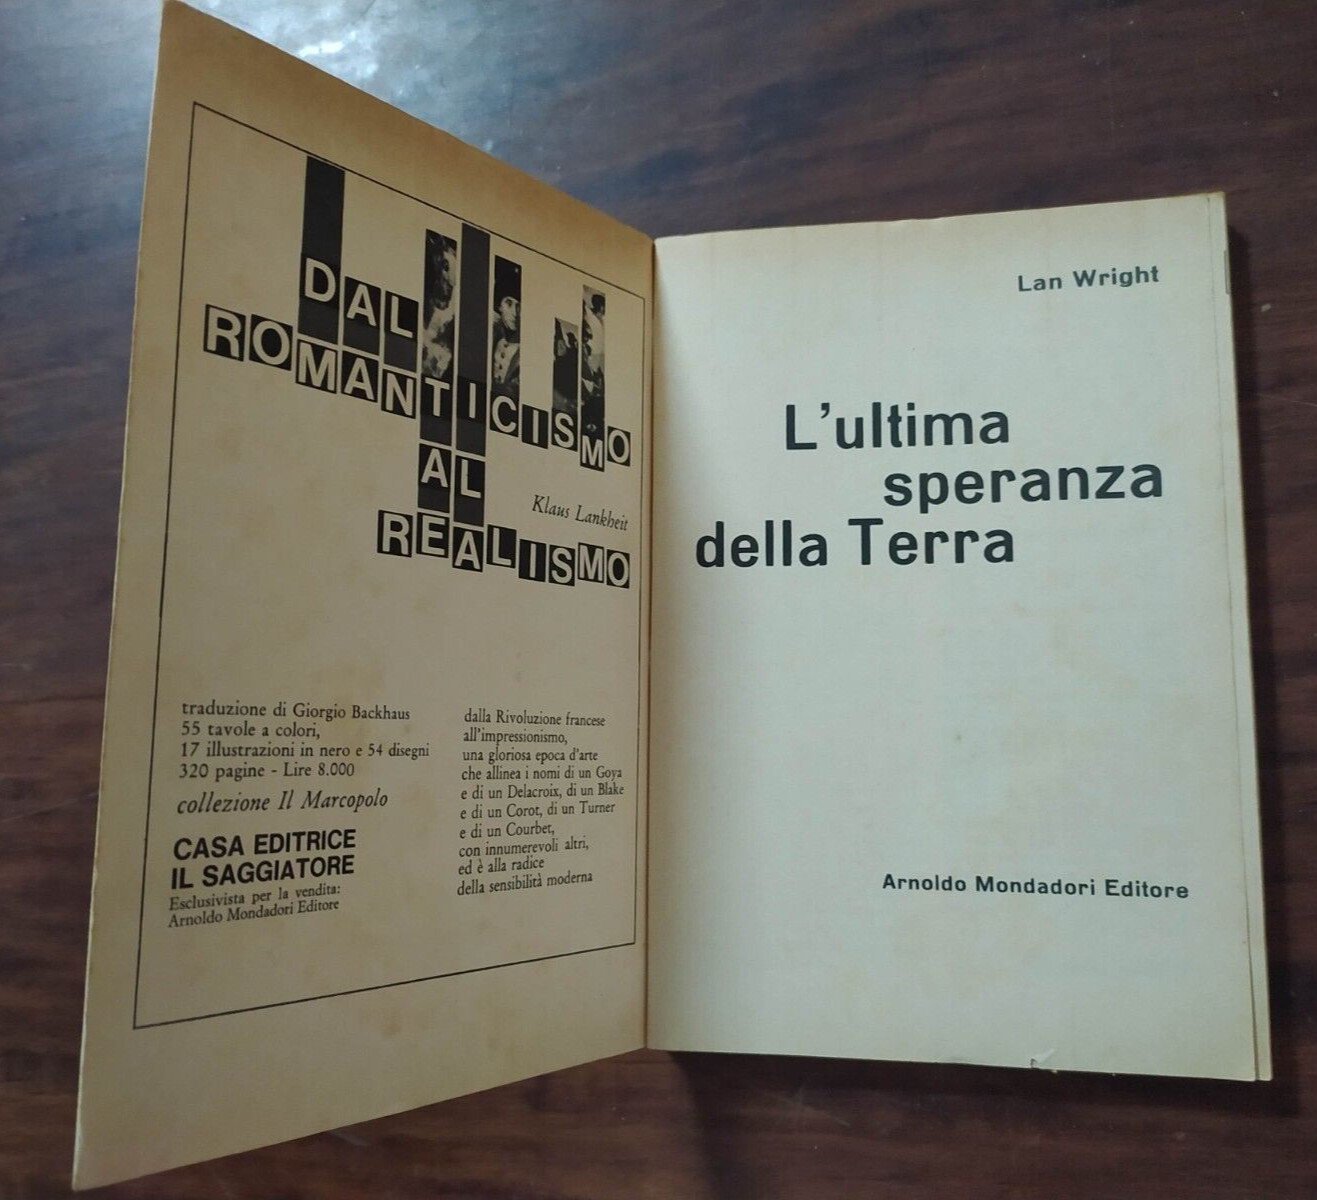 DAL
ROMANTICISMO
AL
REALISMO
Klaus Lankheit
traduzione di Giorgio Backhaus
55 tavole a colori,
17 illustrazioni in nero e 54 disegni
320 pagine - Lire 8.000
collezione Il Marcopolo
CASA EDITRICE
IL SAGGIATORE
Esclusivista per la vendita:
Arnoldo Mondadori Editore
dalla Rivoluzione francese
all'impressionismo,
una gloriosa epoca d'arte
che allinea i nomi di un Goya
e di un Delacroix, di un Blake
e di un Corot, di un Turner
e di un Courbet,
con innumerevoli altri,
ed è alla radice
della sensibilità moderna
Lan Wright
L'ultima
speranza
della Terra
Arnoldo Mondadori Editore